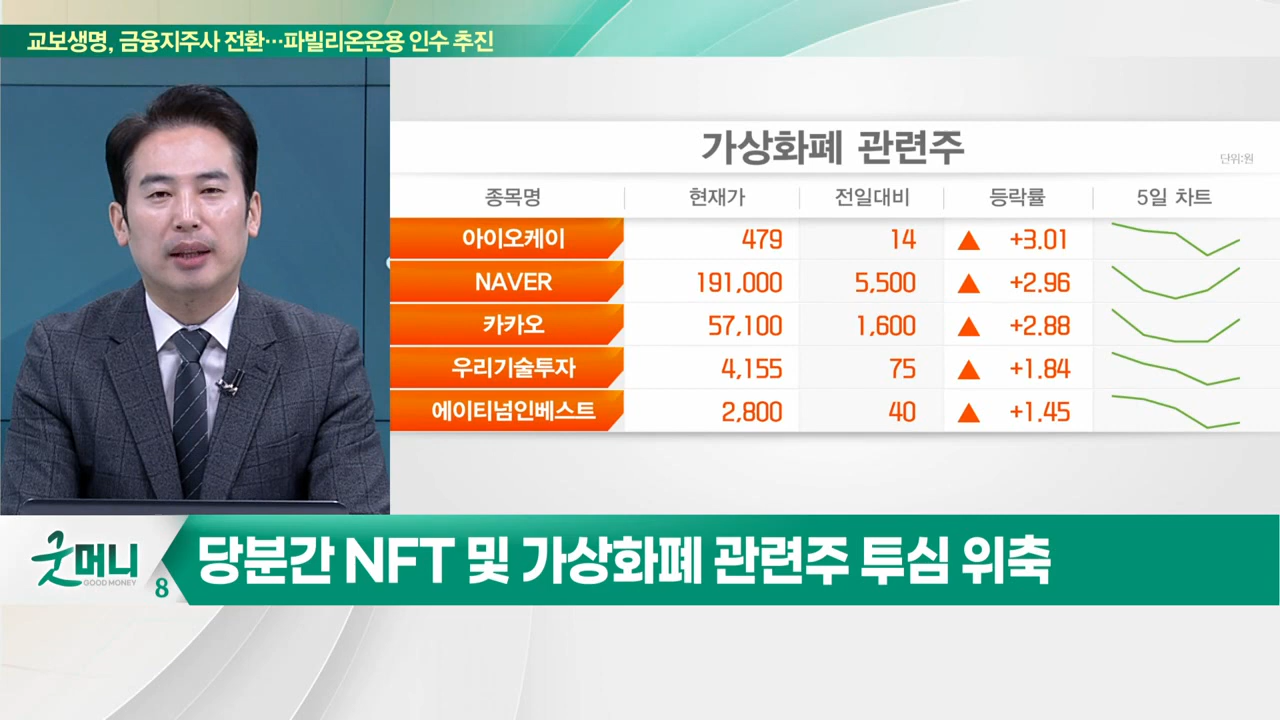 교보생명, 금융지주사 전환…파빌리온운용 인수 추진
가상화폐 관련주
단위:원
종목명 현재가 전일대비 등락률 5일 차트
아이오케이 479 14 ▲ +3.01
NAVER 191,000 5,500 ▲ +2.96
카카오 57,100 1,600 ▲ +2.88
우리기술투자 4,155 75 ▲ +1.84
에이티넘인베스트 2,800 40 ▲ +1.45
굿머니
GOOD MONEY
8
당분간 NFT 및 가상화폐 관련주 투심 위축